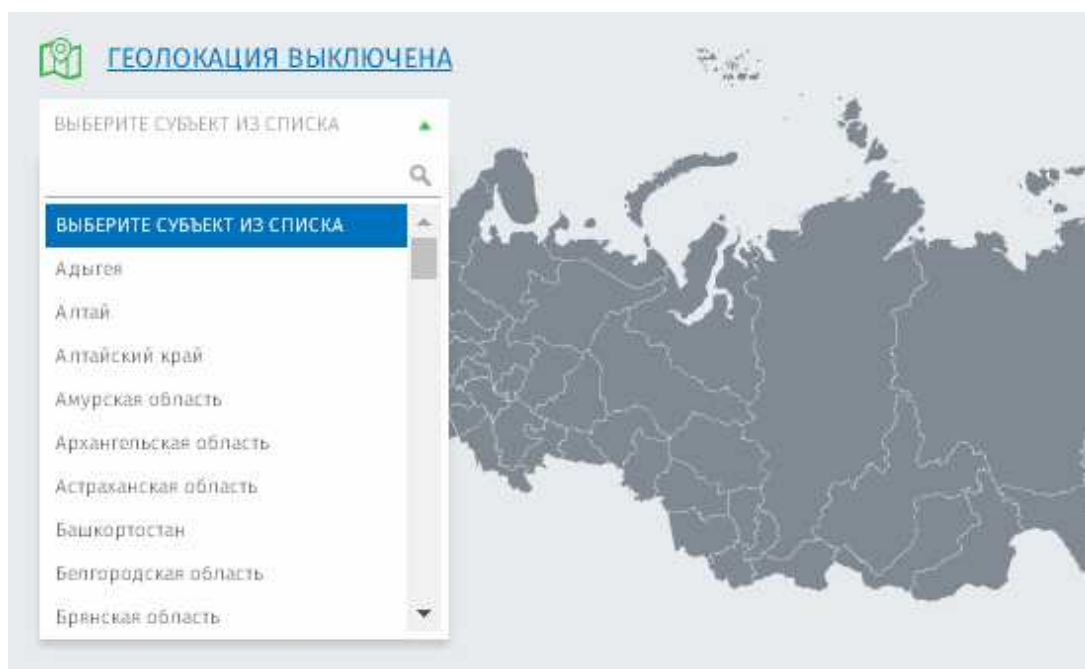 ГЕОЛОКАЦИЯ ВЫКЛЮЧЕНА
ВЫБЕРИТЕ СУБЪЕКТ ИЗ СПИСКА
ВЫБЕРИТЕ СУБЪЕКТ ИЗ СПИСКА
Адыгея
Алтай
Алтайский край
Амурская область
Архангельская область
Астраханская область
Башкортостан
Белгородская область
Брянская область